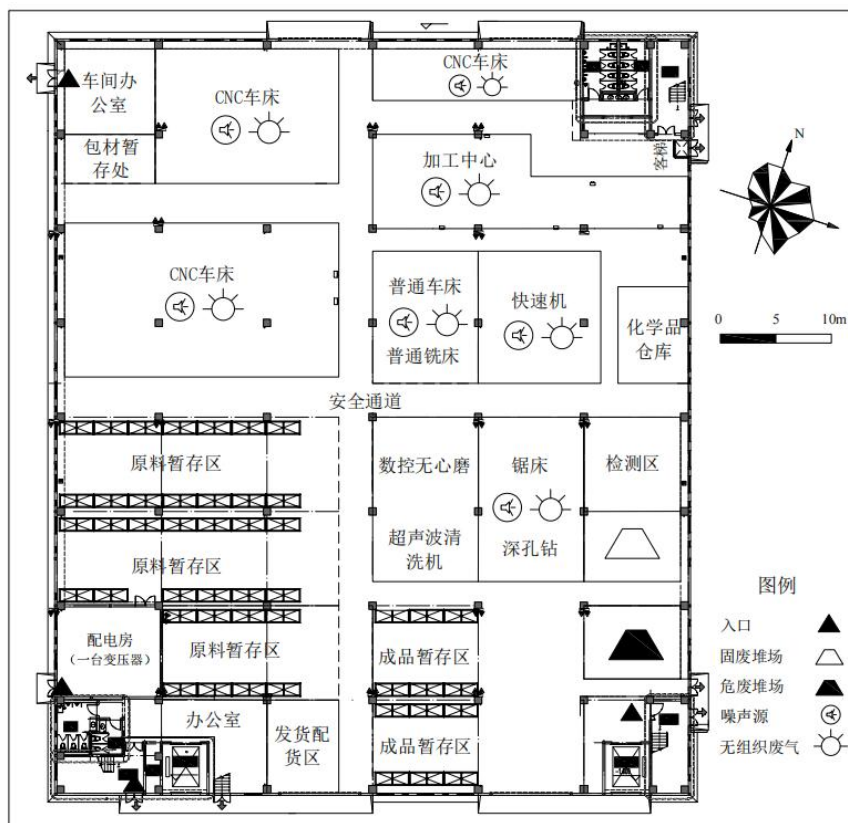 车间办
公室
CNC车床
CNC车床
包材暂
存处
加工中心
客梯
N
CNC车床
普通车床
普通铣床
快速机
化学品
仓库
0 5 10m
安全通道
原料暂存区
数控无心磨
锯床
检测区
原料暂存区
超声波清
洗机
深孔钻
配电房
（一台变压器）
原料暂存区
成品暂存区
办公室
发货配
货区
成品暂存区
图例
入口
固废堆场
危废堆场
噪声源
无组织废气